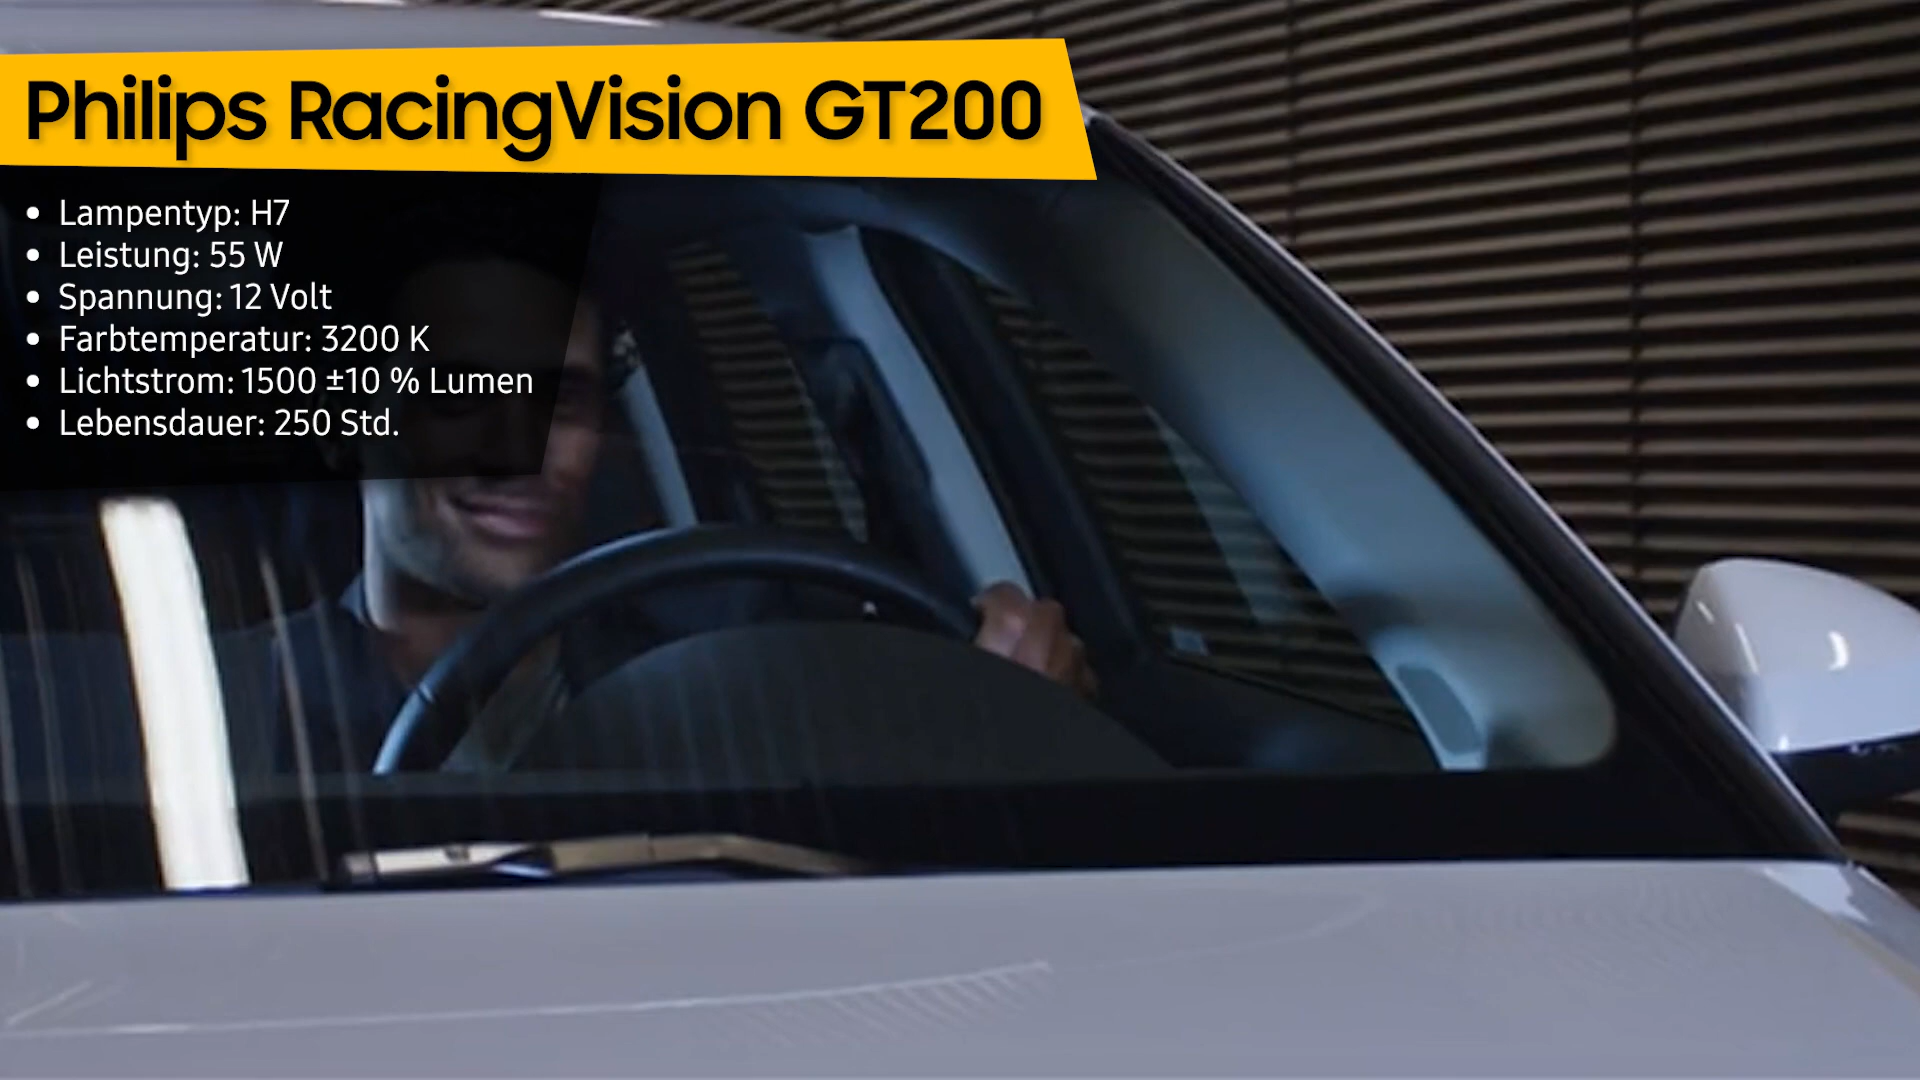 Philips RacingVision GT200
• Lampentyp: H7
• Leistung: 55 W
• Spannung: 12 Volt
• Farbtemperatur: 3200 K
• Lichtstrom: 1500 ±10 % Lumen
• Lebensdauer: 250 Std.